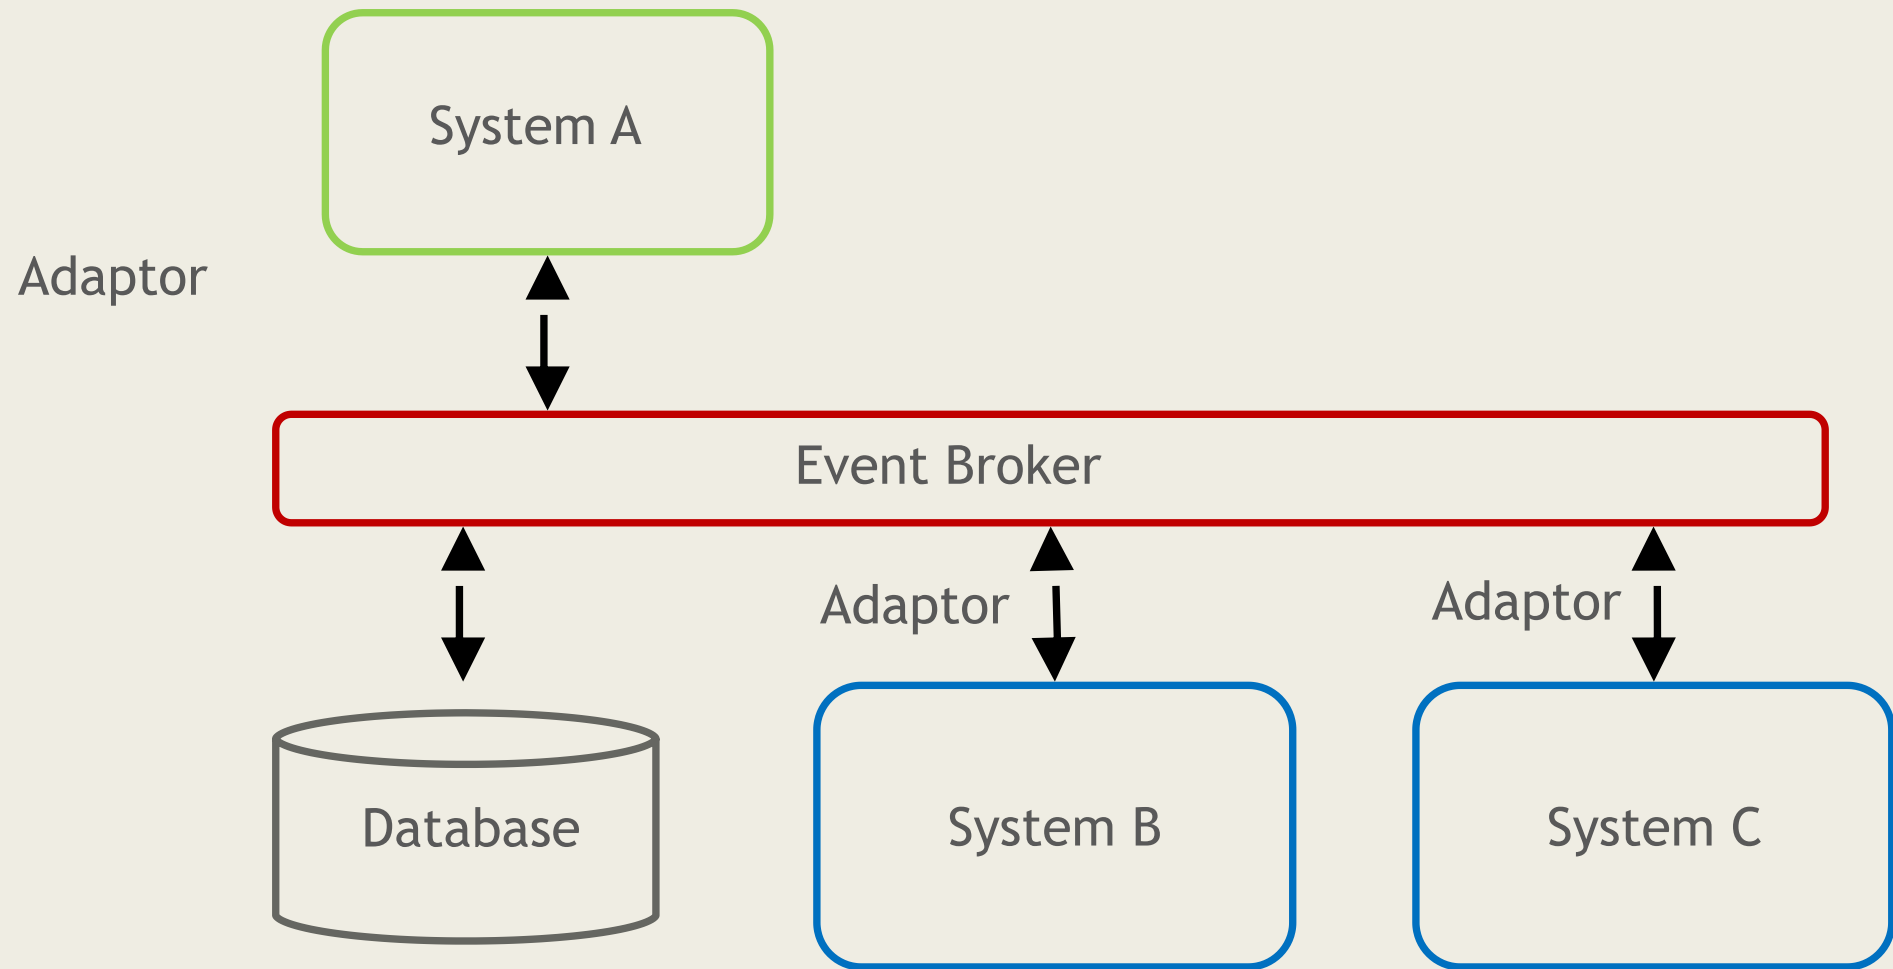 System A
Adaptor
Event Broker
Adaptor
Adaptor
Database
System B
System C